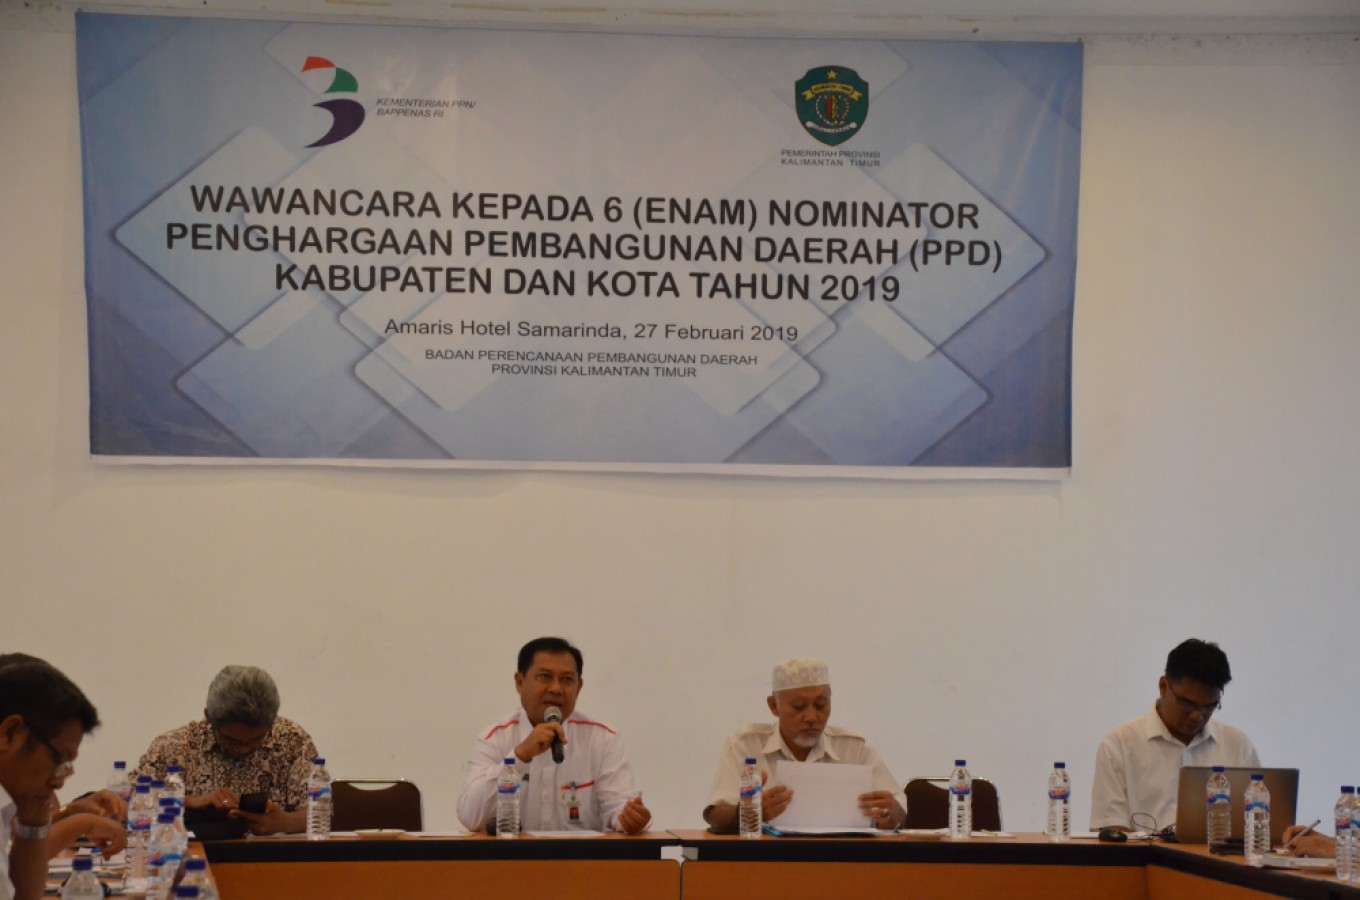 KEMENTERIAN PPN/
BAPPENAS RI
PEMERINTAH PROVINSI
KALIMANTAN TIMUR
WAWANCARA KEPADA 6 (ENAM) NOMINATOR
PENGHARGAAN PEMBANGUNAN DAERAH (PPD)
KABUPATEN DAN KOTA TAHUN 2019
Amaris Hotel Samarinda, 27 Februari 2019
BADAN PERENCANAAN PEMBANGUNAN DAERAH
PROVINSI KALIMANTAN TIMUR